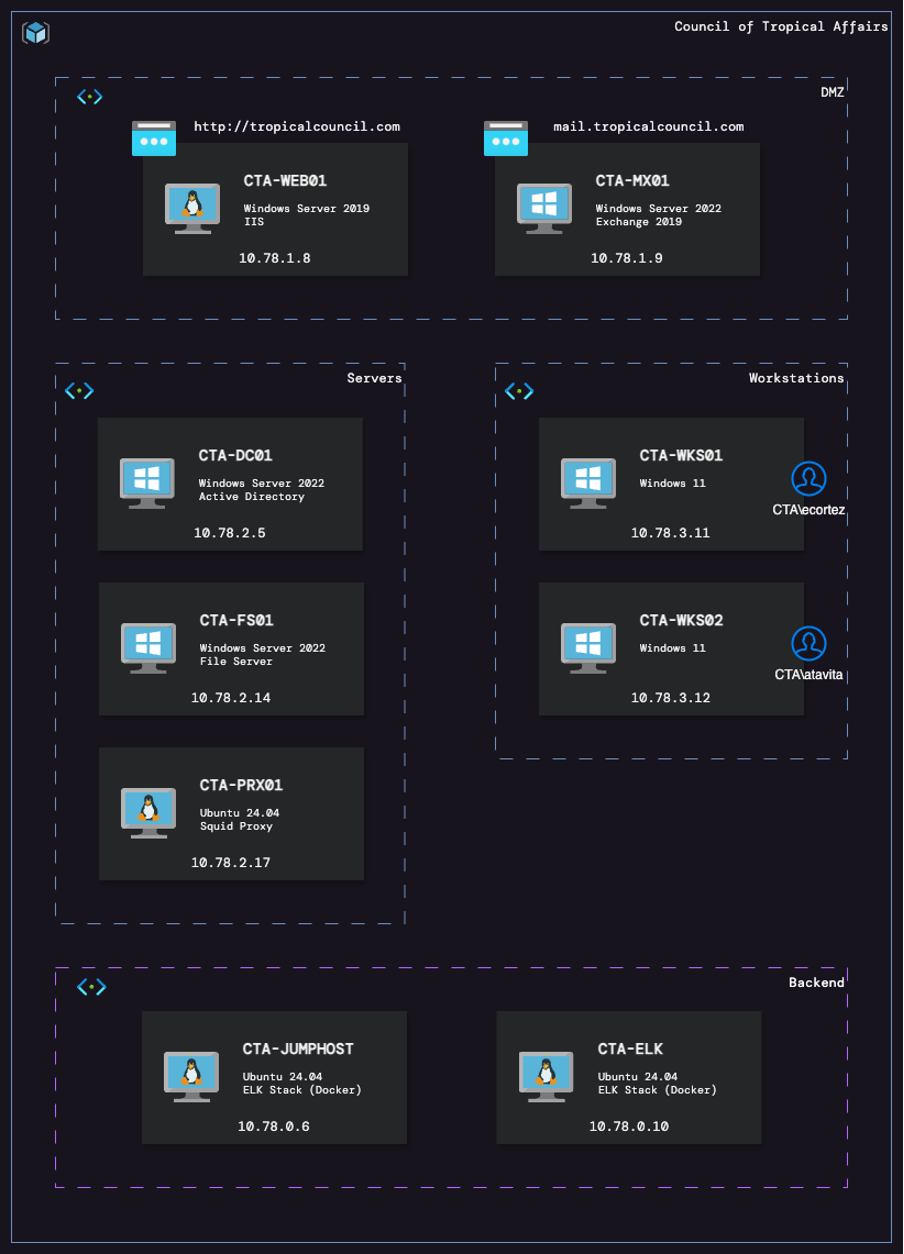 Council of Tropical Affairs
DMZ
http://tropicalcouncil.com
mail.tropicalcouncil.com
CTA-WEB01
Windows Server 2019
IIS
10.78.1.8
CTA-MX01
Windows Server 2022
Exchange 2019
10.78.1.9
Servers
CTA-DC01
Windows Server 2022
Active Directory
10.78.2.5
CTA-FS01
Windows Server 2022
File Server
10.78.2.14
CTA-PRX01
Ubuntu 24.04
Squid Proxy
10.78.2.17
Workstations
CTA-WKS01
Windows 11
10.78.3.11
CTA\ecortez
CTA-WKS02
Windows 11
10.78.3.12
CTA\atavita
Backend
CTA-JUMPHOST
Ubuntu 24.04
ELK Stack (Docker)
10.78.0.6
CTA-ELK
Ubuntu 24.04
ELK Stack (Docker)
10.78.0.10